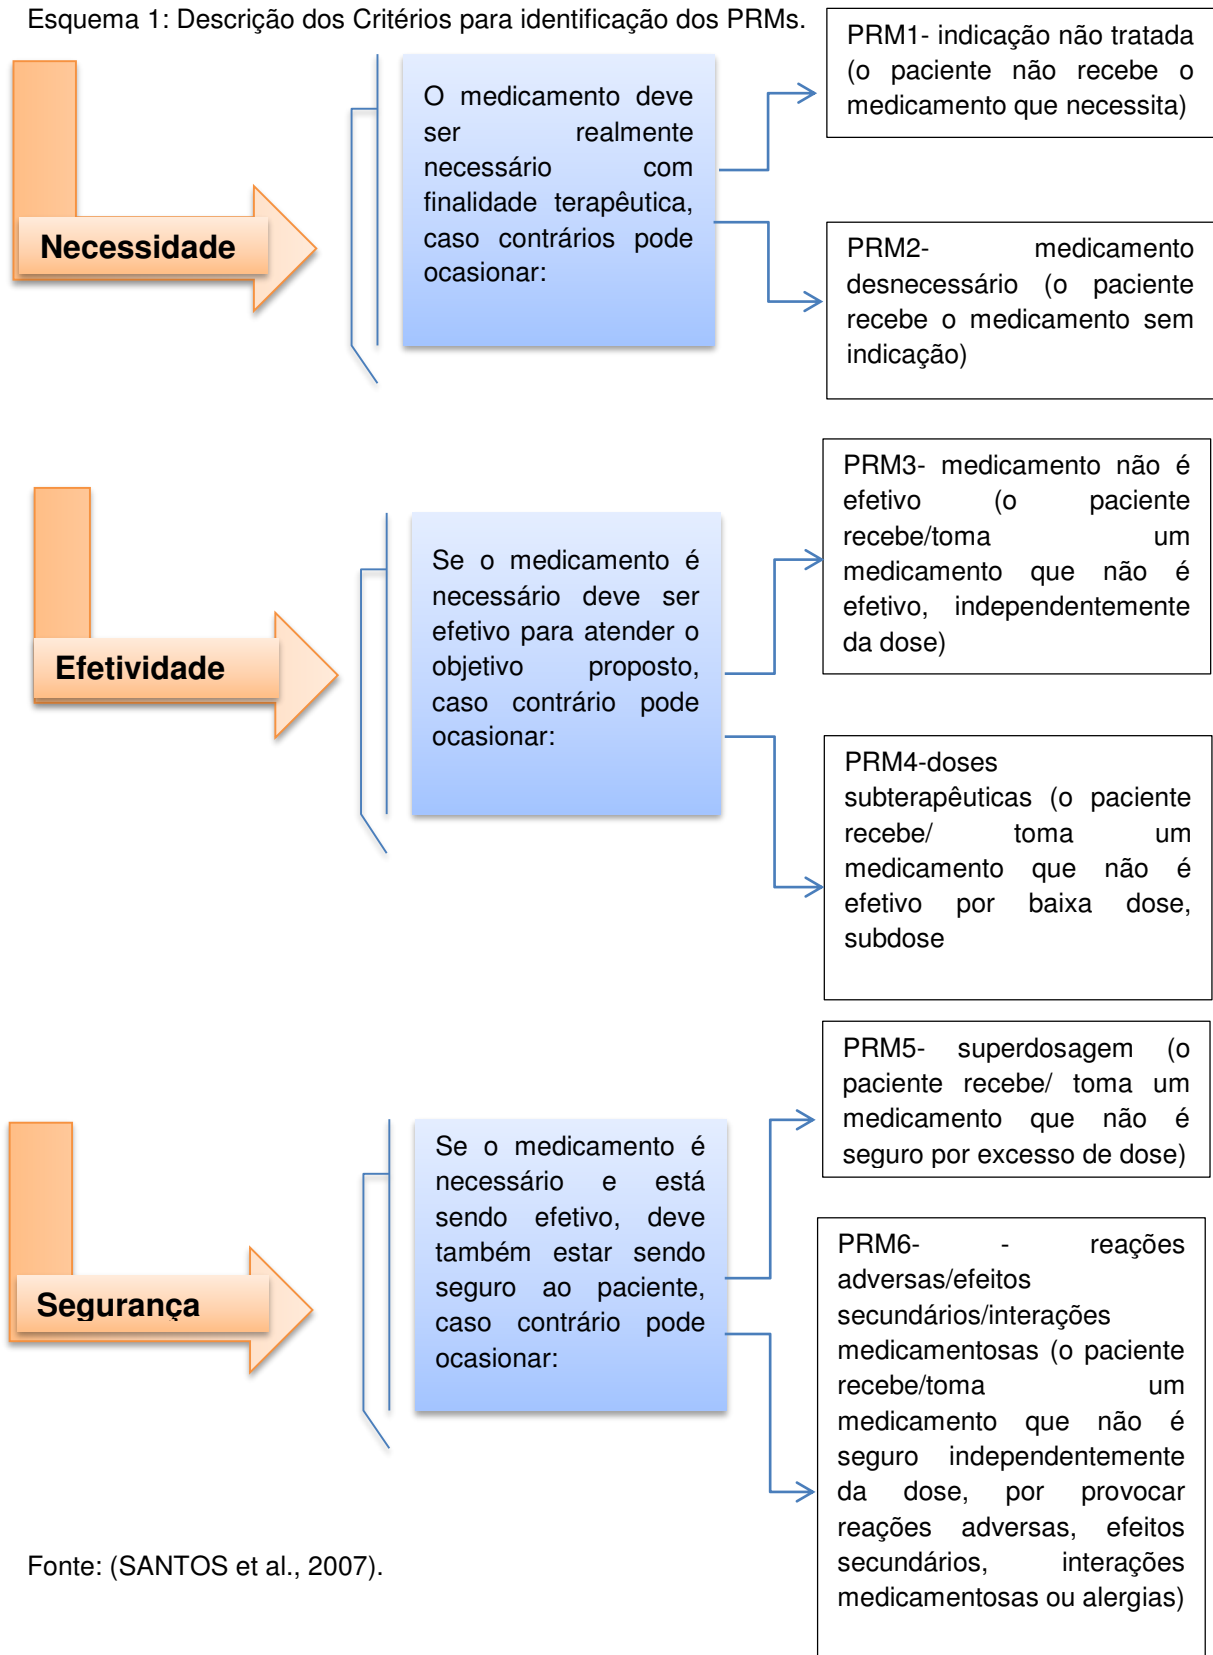 Esquema 1: Descrição dos Critérios para identificação dos PRMs.
Necessidade
O medicamento deve
ser realmente
necessário com
finalidade terapêutica,
caso contrários pode
ocasionar:
PRM1- indicação não tratada
(o paciente não recebe o
medicamento que necessita)
PRM2- medicamento
desnecessário (o paciente
recebe o medicamento sem
indicação)
Efetividade
Se o medicamento é
necessário deve ser
efetivo para atender o
objetivo proposto,
caso contrário pode
ocasionar:
PRM3- medicamento não é
efetivo (o paciente
recebe/toma um
medicamento que não é
efetivo, independentemente
da dose)
PRM4-doses
subterapêuticas (o paciente
recebe/ toma um
medicamento que não é
efetivo por baixa dose,
subdose
Segurança
Se o medicamento é
necessário e está
sendo efetivo, deve
também estar sendo
seguro ao paciente,
caso contrário pode
ocasionar:
PRM5- superdosagem (o
paciente recebe/ toma um
medicamento que não é
seguro por excesso de dose)
PRM6- - reações
adversas/efeitos
secundários/interações
medicamentosas (o paciente
recebe/toma um
medicamento que não é
seguro independentemente
da dose, por provocar
reações adversas, efeitos
secundários, interações
medicamentosas ou alergias)
Fonte: (SANTOS et al., 2007).